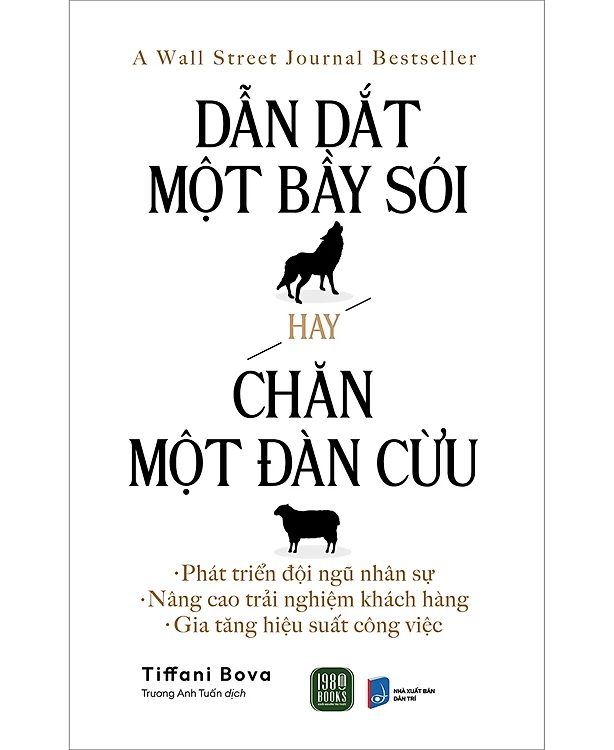 A Wall Street Journal Bestseller
DẪN DẮT
MỘT BẦY SÓI
HAY
CHĂN
MỘT ĐÀN CỪU
·Phát triển đội ngũ nhân sự
·Nâng cao trải nghiệm khách hàng
·Gia tăng hiệu suất công việc
Tiffani Bova
Trương Anh Tuấn dịch
1980
BOOKS
NHÀ XUẤT BẢN
DÂN TRÍ